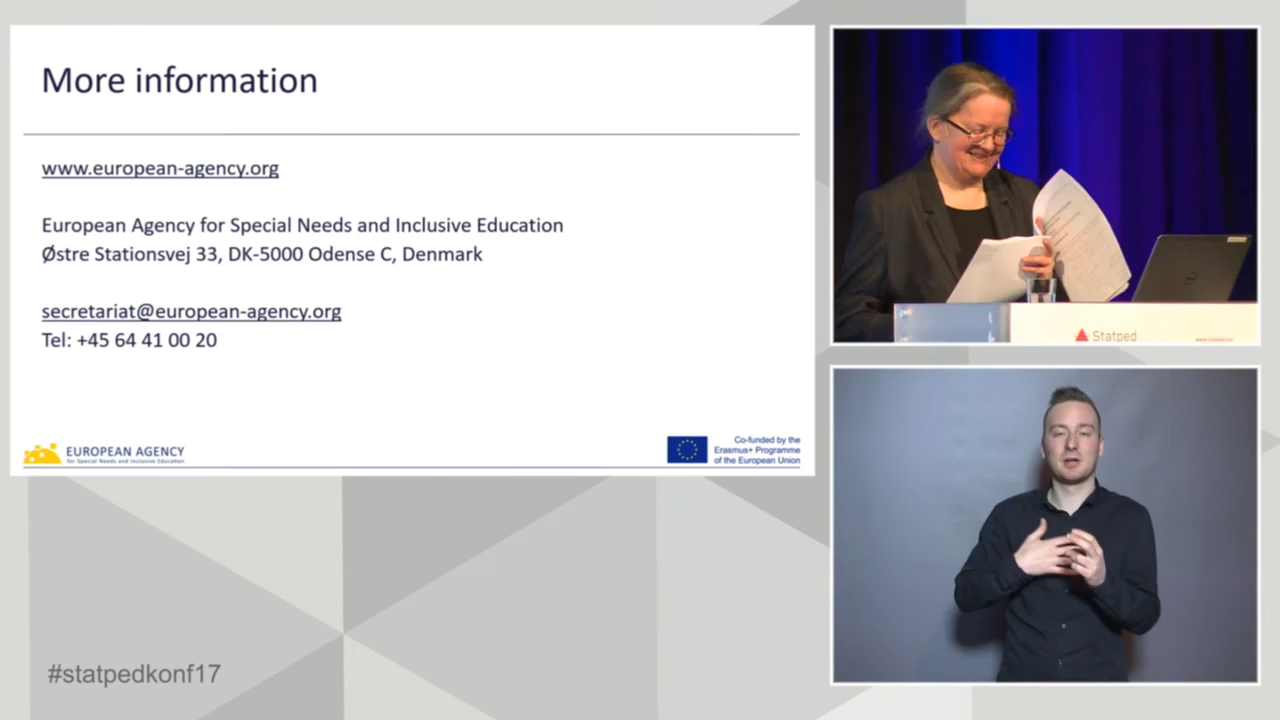 More information
www.european-agency.org
European Agency for Special Needs and Inclusive Education
Østre Stationsvej 33, DK-5000 Odense C, Denmark
secretariat@european-agency.org
Tel: +45 64 41 00 20
EUROPEAN AGENCY
for Special Needs and Inclusive Education
Co-funded by the
Erasmus+ Programme
of the European Union
Statped
#statpedkonf17